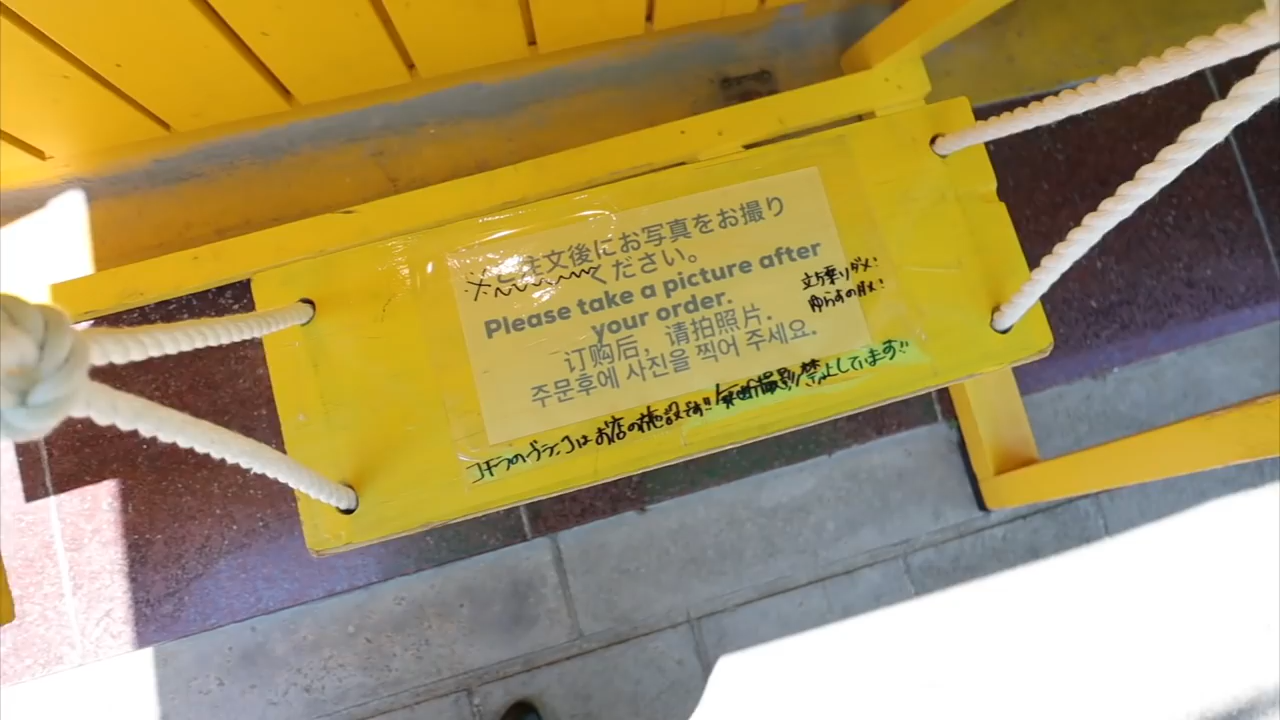 ※ご注文後にお写真をお撮り
ください。
Please take a picture after
your order.
订购后，请拍照片.
주문후에 사진을 찍어 주세요.
立ち乗りダメ!
ゆらすのダメ!
コチラのブランコはお店の施設です!! 無断撮影禁止しています!!